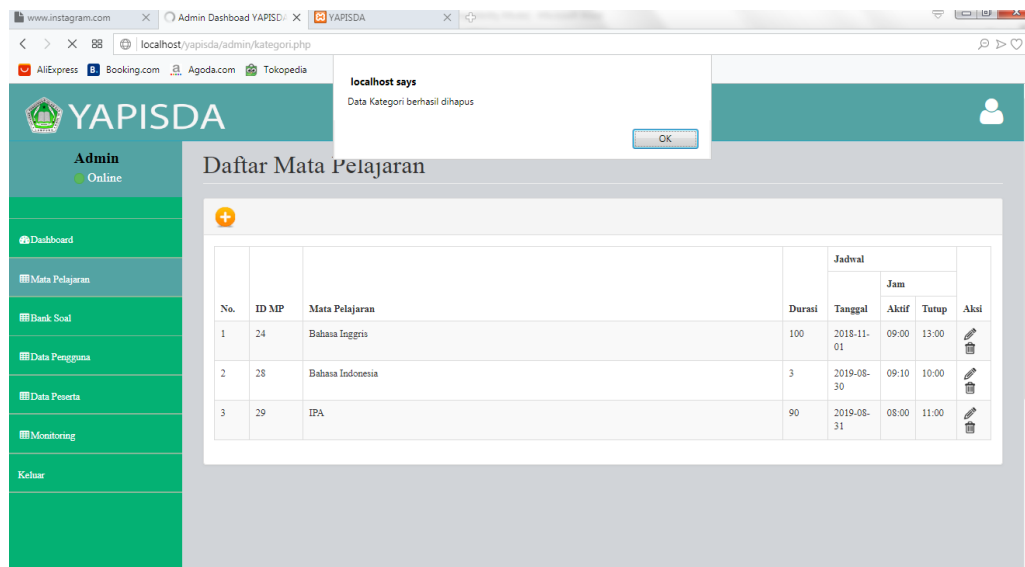 www.instagram.com
Admin Dashboad YAPISDA
YAPISDA
localhost/yapisda/admin/kategori.php
AliExpress
B. Booking.com
a Agoda.com
Tokopedia
localhost says
Data Kategori berhasil dihapus
OK
YAPISDA
Admin
Online
Dashboard
Mata Pelajaran
Bank Soal
Data Pengguna
Data Peserta
Monitoring
Keluar
Daftar Mata Pelajaran
Jadwal
Jam
No. ID MP Mata Pelajaran Durasi Tanggal Aktif Tutup Aksi
1 24 Bahasa Inggris 100 2018-11- 09:00 13:00
01
2 28 Bahasa Indonesia 3 2019-08- 09:10 10:00
30
3 29 IPA 90 2019-08- 08:00 11:00
31